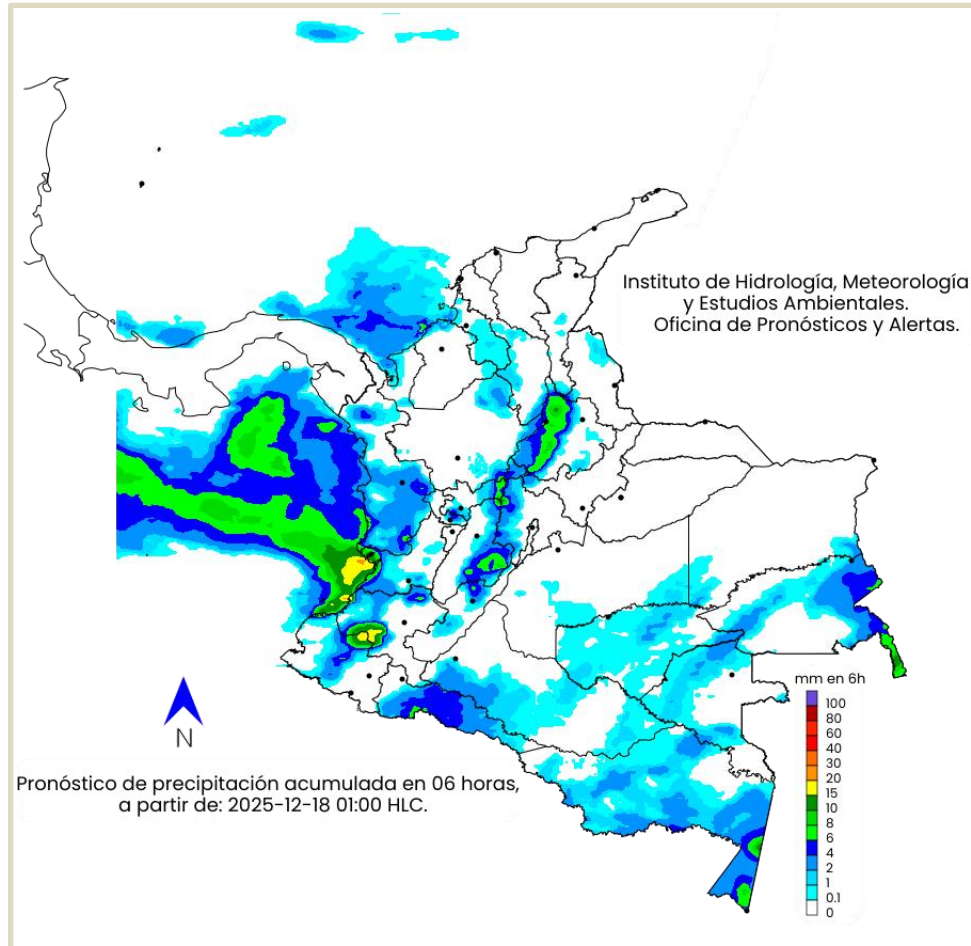 Instituto de Hidrología, Meteorología
y Estudios Ambientales.
Oficina de Pronósticos y Alertas.
N
Pronóstico de precipitación acumulada en 06 horas,
a partir de: 2025-12-18 01:00 HLC.
mm en 6h
100
80
60
40
30
20
15
10
8
6
4
2
1
0.1
0